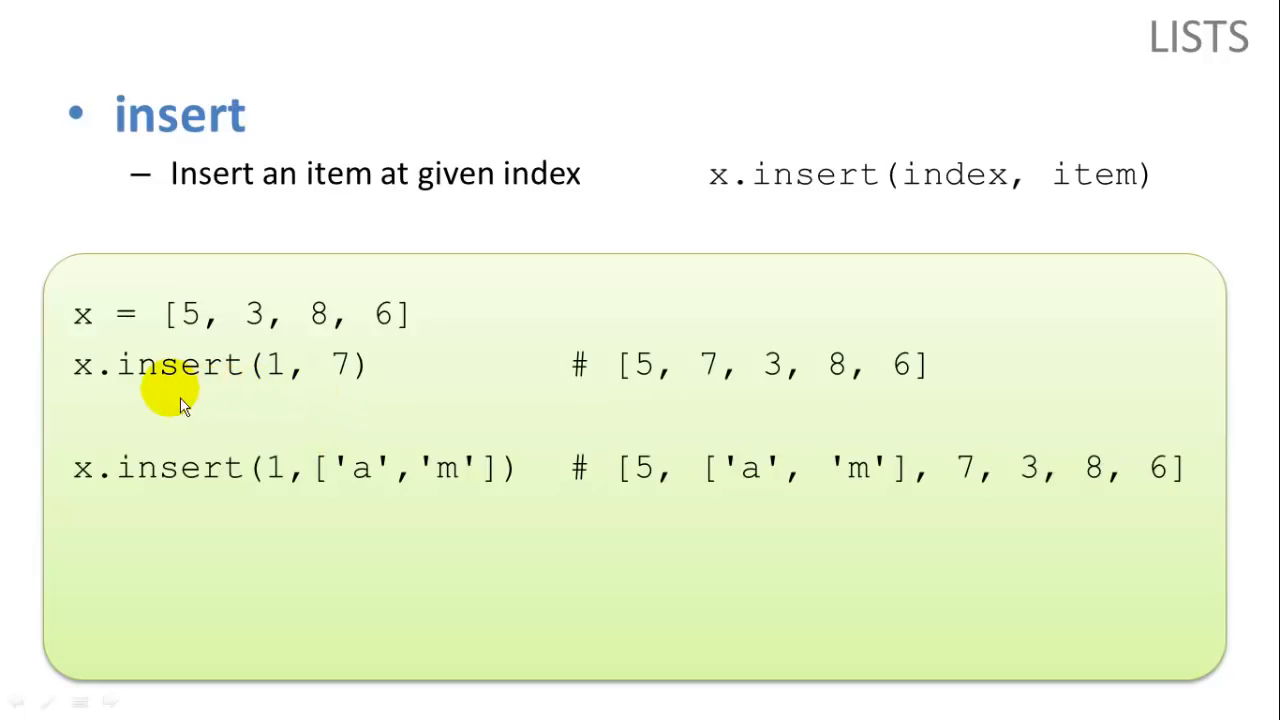 LISTS
• insert
– Insert an item at given index x.insert(index, item)
x = [5, 3, 8, 6]
x.insert(1, 7) # [5, 7, 3, 8, 6]
x.insert(1,['a','m']) # [5, ['a', 'm'], 7, 3, 8, 6]